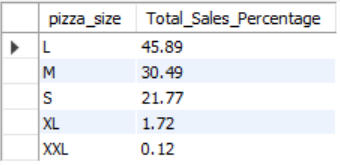 pizza_size Total_Sales_Percentage
L 45.89
M 30.49
S 21.77
XL 1.72
XXL 0.12